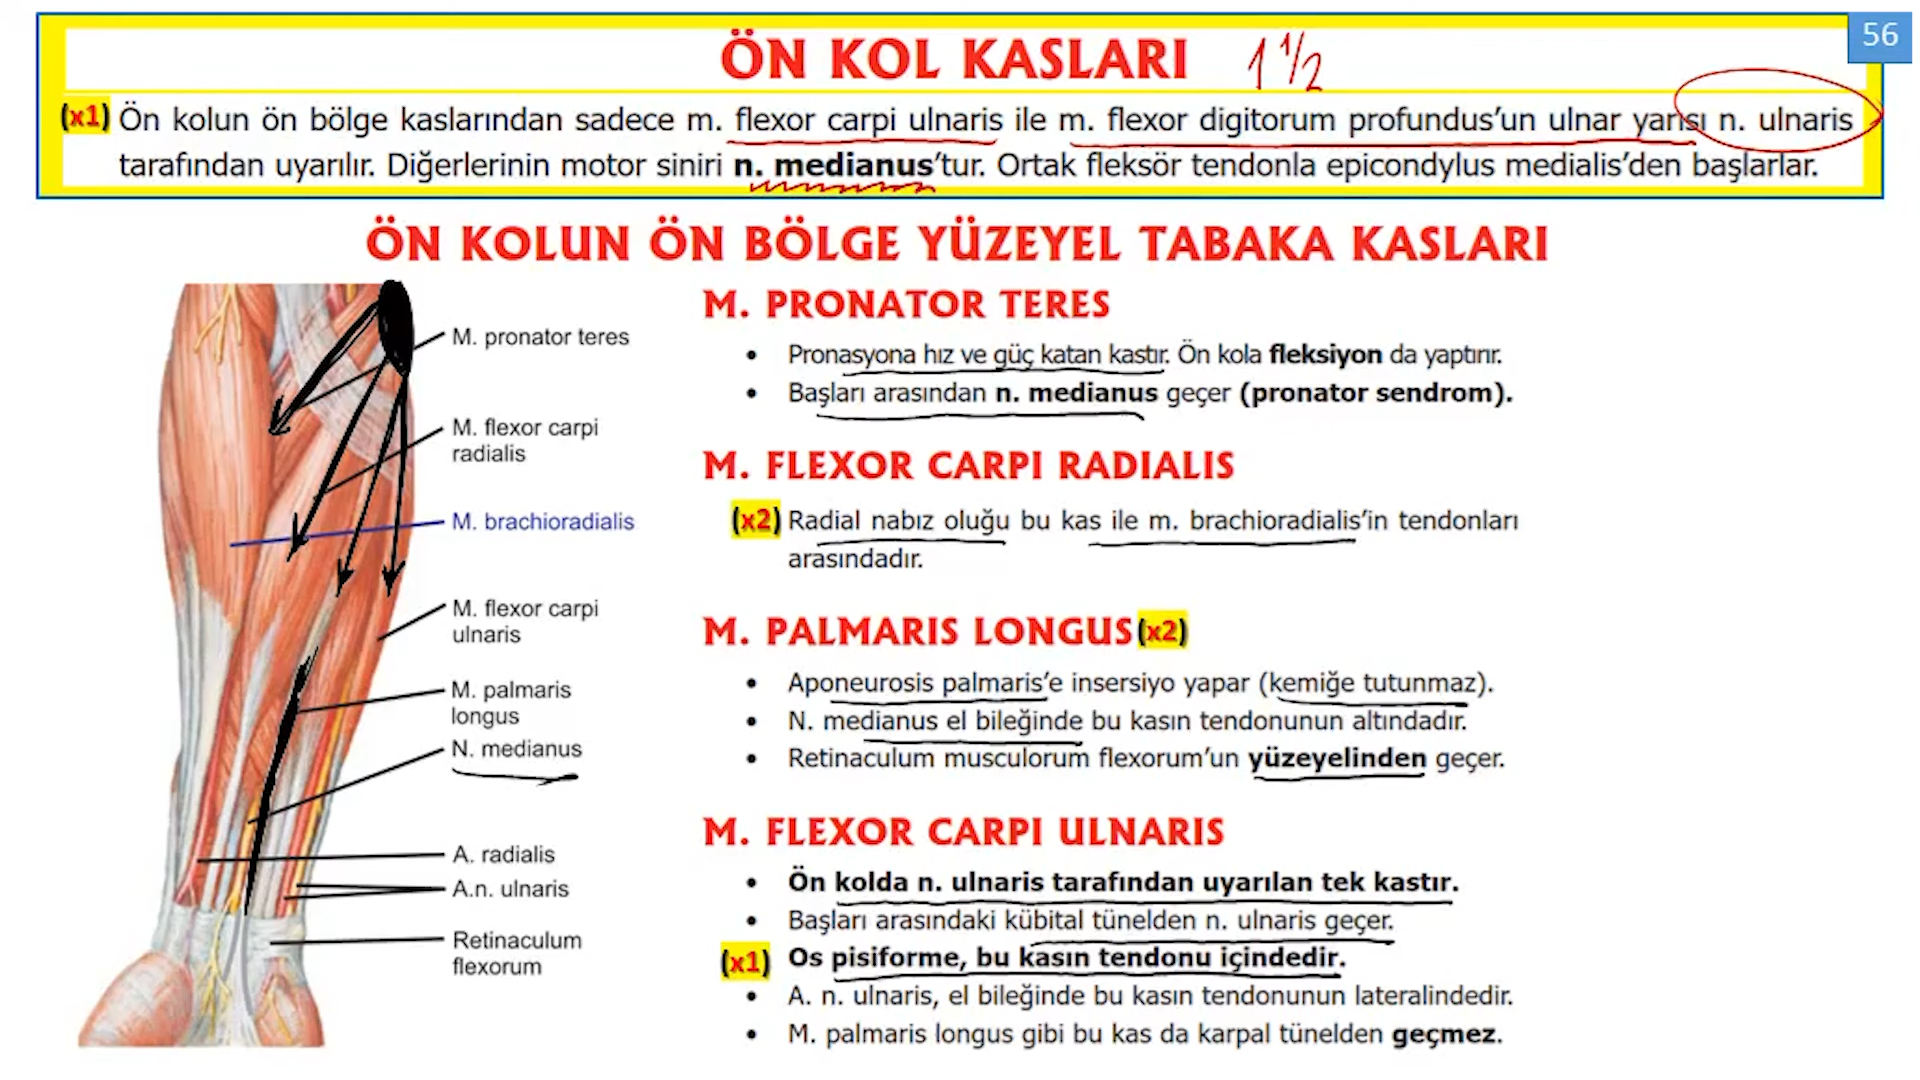 56
ÖN KOL KASLARI 1 1/2
(x1) Ön kolun ön bölge kaslarından sadece m. flexor carpi ulnaris ile m. flexor digitorum profundus’un ulnar yarısı n. ulnaris
tarafından uyarılır. Diğerlerinin motor siniri n. medianus’tur. Ortak fleksör tendonla epicondylus medialis’den başlarlar.
ÖN KOLUN ÖN BÖLGE YÜZEYEL TABAKA KASLARI
M. pronator teres
M. flexor carpi
radialis
M. brachioradialis
M. flexor carpi
ulnaris
M. palmaris
longus
N. medianus
A. radialis
A.n. ulnaris
Retinaculum
flexorum
M. PRONATOR TERES
• Pronasyona hız ve güç katan kastır. Ön kola fleksiyon da yaptırır.
• Başları arasından n. medianus geçer (pronator sendrom).
M. FLEXOR CARPI RADIALIS
(x2) Radial nabız oluğu bu kas ile m. brachioradialis’in tendonları
arasındadır.
M. PALMARIS LONGUS (x2)
• Aponeurosis palmaris’e insersiyo yapar (kemiğe tutunmaz).
• N. medianus el bileğinde bu kasın tendonunun altındadır.
• Retinaculum musculorum flexorum’un yüzeyelinden geçer.
M. FLEXOR CARPI ULNARIS
• Ön kolda n. ulnaris tarafından uyarılan tek kastır.
• Başları arasındaki kübital tünelden n. ulnaris geçer.
(x1) Os pisiforme, bu kasın tendonu içindedir.
• A. n. ulnaris, el bileğinde bu kasın tendonunun lateralindedir.
• M. palmaris longus gibi bu kas da karpal tünelden geçmez.